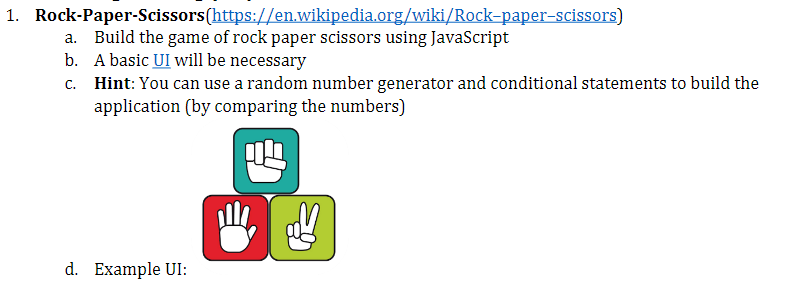 1. Rock-Paper-Scissors(https://en.wikipedia.org/wiki/Rock–paper–scissors)
a. Build the game of rock paper scissors using JavaScript
b. A basic UI will be necessary
c. Hint: You can use a random number generator and conditional statements to build the
application (by comparing the numbers)
d. Example UI: